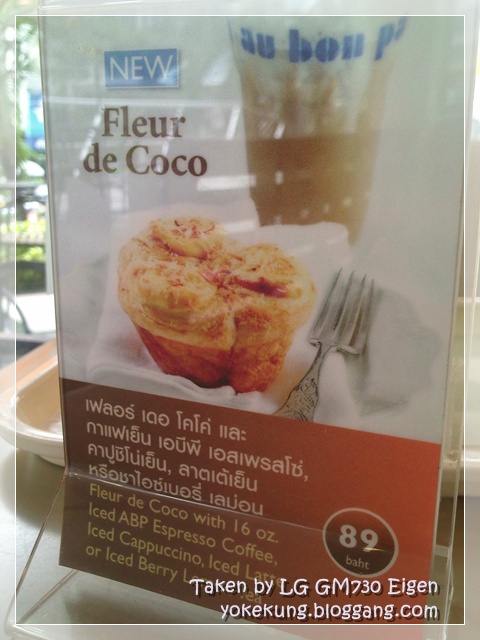 au bon pa
NEW
Fleur
de Coco
เฟลอร์ เดอ โคโค่ และ
กาแฟเย็น เอบีพี เอสเพรสโซ่,
คาปูชิโน่เย็น, ลาตเต้เย็น
หรือชาไอซ์เบอรี่ เลม่อน
Fleur de Coco with 16 oz.
Iced ABP Espresso Coffee,
Iced Cappuccino, Iced Latte
or Iced Berry
89
baht
Taken by LG GM730 Eigen
yokekung.bloggang.com